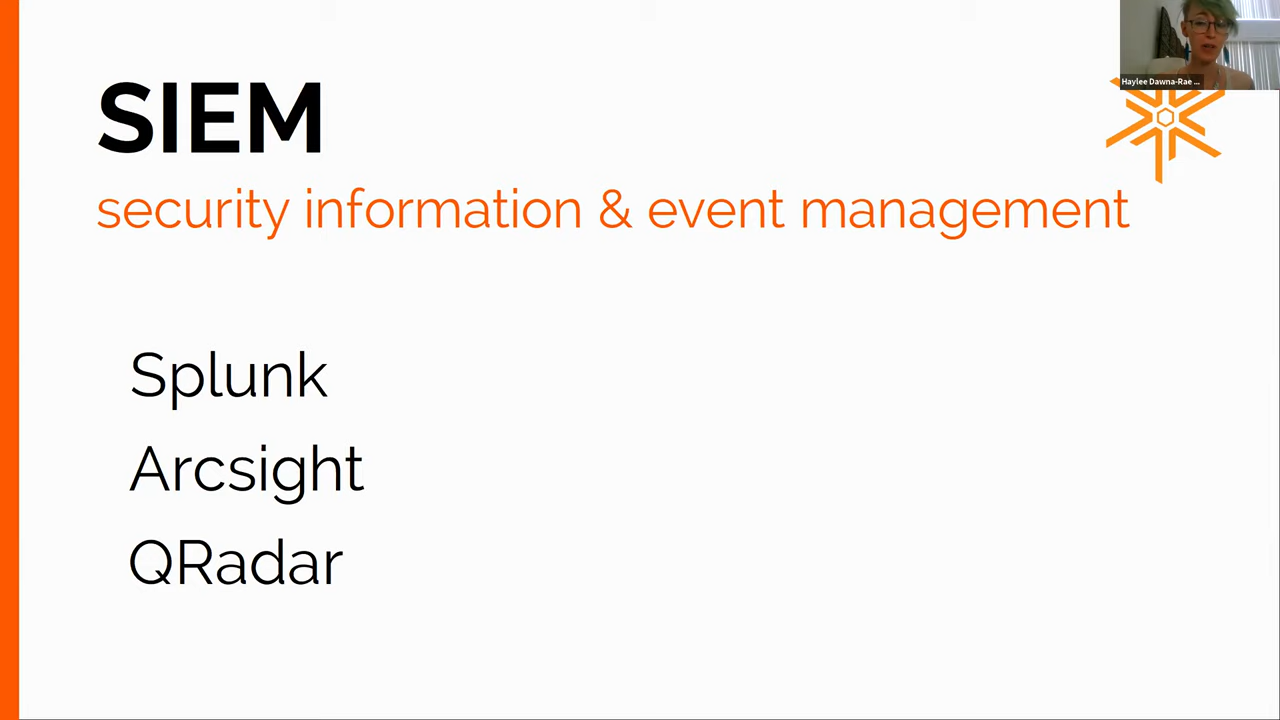 Haylee Dawna-Rae ...
SIEM
security information & event management
Splunk
Arcsight
QRadar